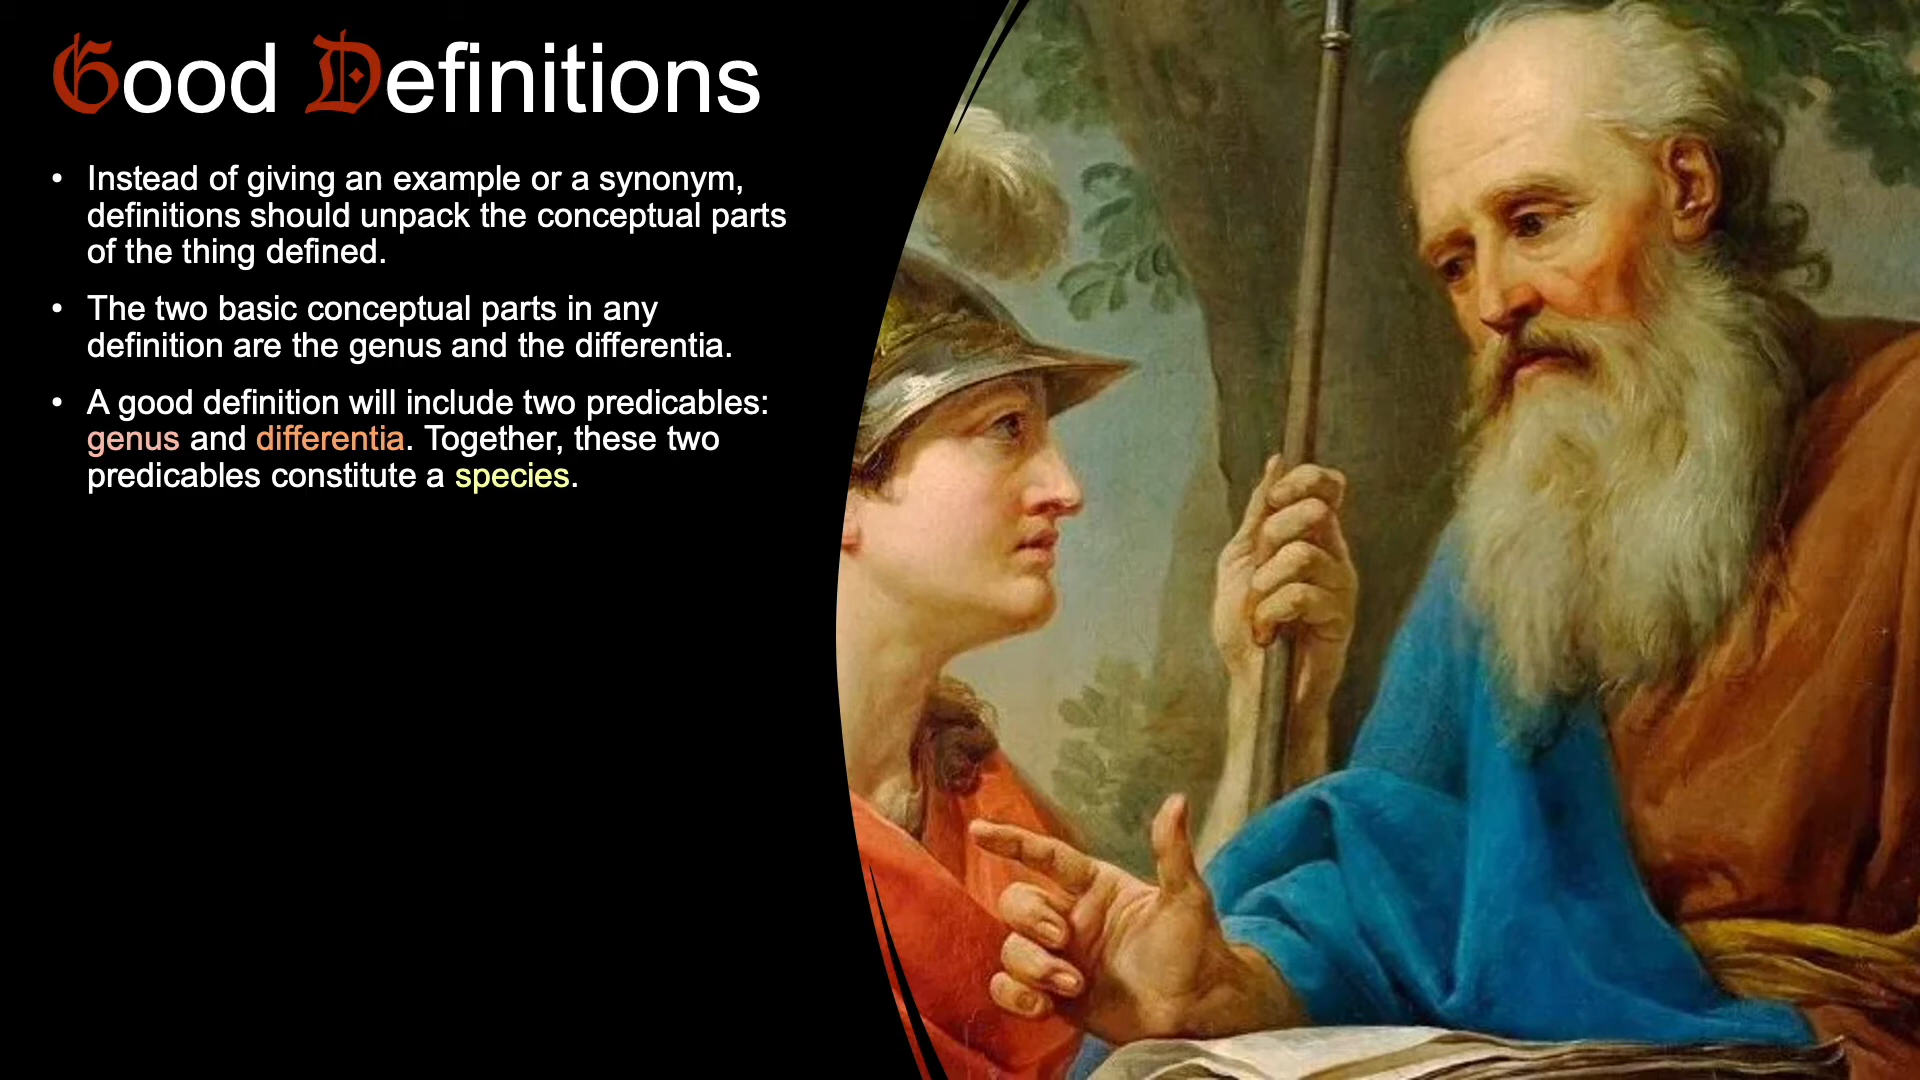 Good Definitions
• Instead of giving an example or a synonym,
definitions should unpack the conceptual parts
of the thing defined.
• The two basic conceptual parts in any
definition are the genus and the differentia.
• A good definition will include two predicables:
genus and differentia. Together, these two
predicables constitute a species.